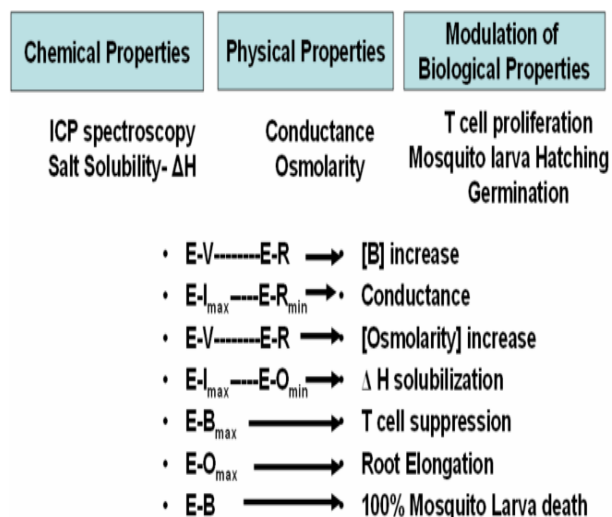 Chemical Properties
Physical Properties
Modulation of
Biological Properties
ICP spectroscopy
Salt Solubility- ΔH
Conductance
Osmolarity
T cell proliferation
Mosquito larva Hatching
Germination
• E-V--------E-R → [B] increase
• E-Imax----E-Rmin → • Conductance
• E-V--------E-R → [Osmolarity] increase
• E-Imax----E-Omin → Δ H solubilization
• E-Bmax → T cell suppression
• E-Omax → Root Elongation
• E-B → 100% Mosquito Larva death